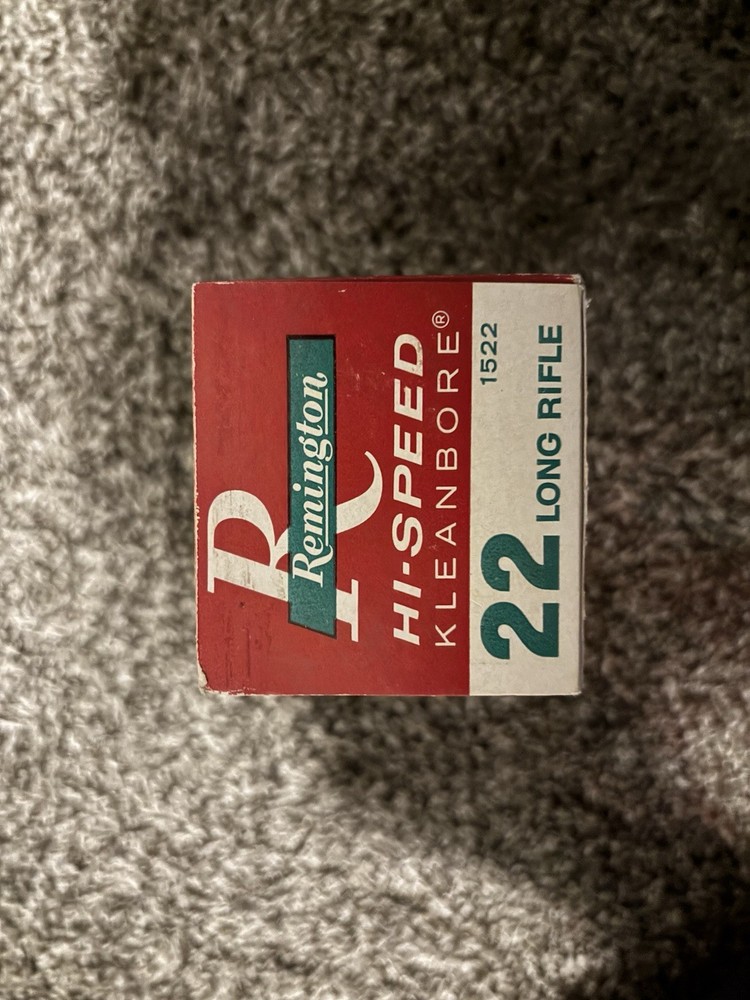 R
Remington
HI-SPEED
KLEANBORE®
1522
22 LONG RIFLE